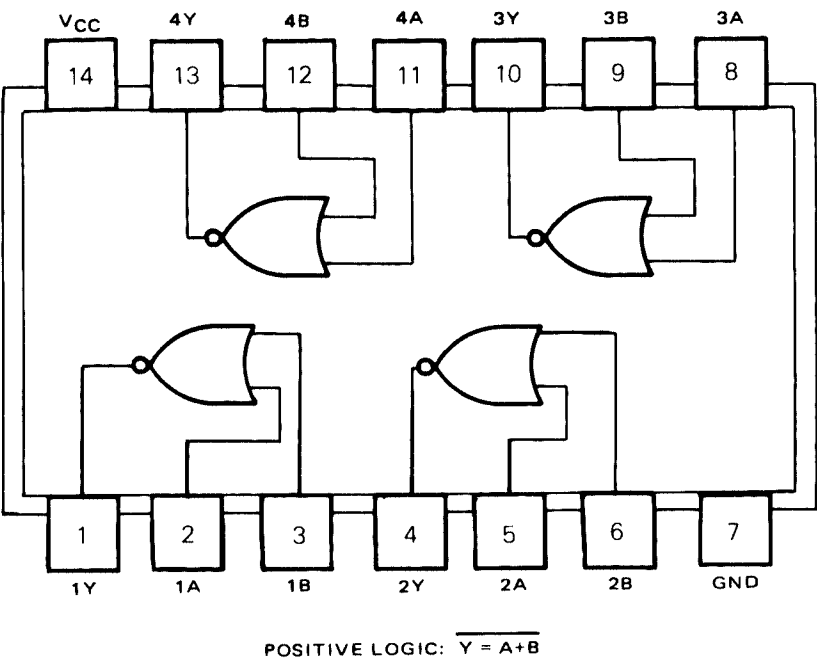 VCC 4Y 4B 4A 3Y 3B 3A
14 13 12 11 10 9 8
1 2 3 4 5 6 7
1Y 1A 1B 2Y 2A 2B GND
POSITIVE LOGIC: Y = A+B